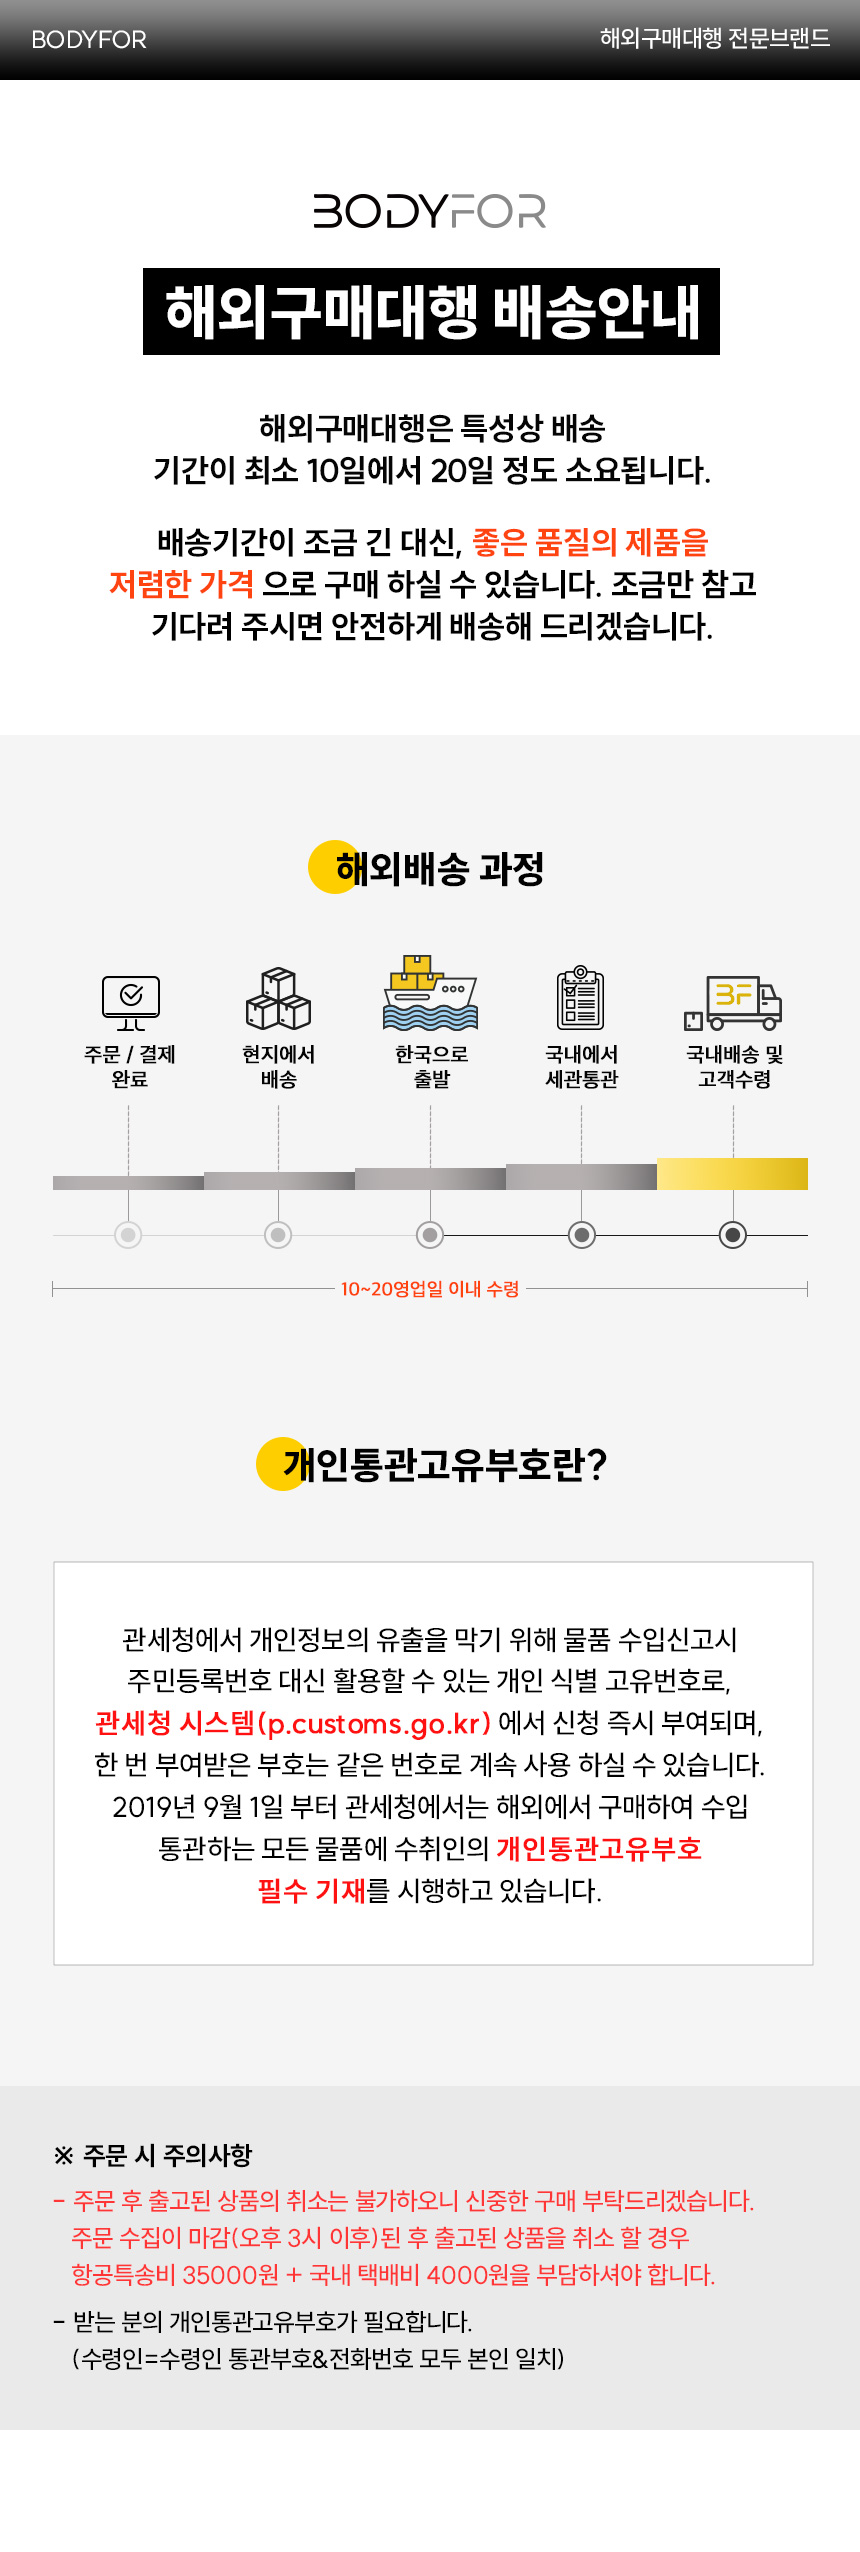 BODYFOR
해외구매대행 전문브랜드
BODYFOR
해외구매대행 배송안내
해외구매대행은 특성상 배송
기간이 최소 10일에서 20일 정도 소요됩니다.
배송기간이 조금 긴 대신, 좋은 품질의 제품을
저렴한 가격 으로 구매 하실 수 있습니다. 조금만 참고
기다려 주시면 안전하게 배송해 드리겠습니다.
해외배송 과정
BF
주문 / 결제
완료
현지에서
배송
한국으로
출발
국내에서
세관통관
국내배송 및
고객수령
10~20영업일 이내 수령
개인통관고유부호란?
관세청에서 개인정보의 유출을 막기 위해 물품 수입신고시
주민등록번호 대신 활용할 수 있는 개인 식별 고유번호로,
관세청 시스템(p.customs.go.kr) 에서 신청 즉시 부여되며,
한 번 부여받은 부호는 같은 번호로 계속 사용 하실 수 있습니다.
2019년 9월 1일 부터 관세청에서는 해외에서 구매하여 수입
통관하는 모든 물품에 수취인의 개인통관고유부호
필수 기재를 시행하고 있습니다.
※ 주문 시 주의사항
- 주문 후 출고된 상품의 취소는 불가하오니 신중한 구매 부탁드리겠습니다.
주문 수집이 마감(오후 3시 이후)된 후 출고된 상품을 취소 할 경우
항공특송비 35000원 + 국내 택배비 4000원을 부담하셔야 합니다.
- 받는 분의 개인통관고유부호가 필요합니다.
(수령인=수령인 통관부호&전화번호 모두 본인 일치)